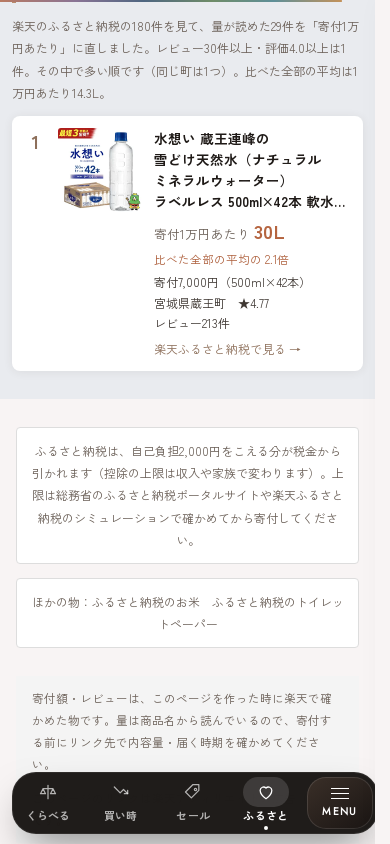 楽天のふるさと納税の180件を見て、量が読めた29件を「寄付1万
円あたり」に直しました。レビュー30件以上・評価4.0以上は1
件。その中で多い順です（同じ町は1つ）。比べた全部の平均は1
万円あたり14.3L。
1
水想い
42本
水想い 蔵王連峰の
雪どけ天然水（ナチュラル
ミネラルウォーター）
ラベルレス 500ml×42本 軟水…
寄付1万円あたり 30L
比べた全部の平均の 2.1倍
寄付7,000円（500ml×42本）
宮城県蔵王町　★4.77
レビュー213件
楽天ふるさと納税で見る →
ふるさと納税は、自己負担2,000円をこえる分が税金から
引かれます（控除の上限は収入や家族で変わります）。上
限は総務省のふるさと納税ポータルサイトや楽天ふるさと
納税のシミュレーションで確かめてから寄付してくださ
い。
ほかの物：ふるさと納税のお米　ふるさと納税のトイレッ
トペーパー
寄付額・レビューは、このページを作った時に楽天で確
かめた物です。量は商品名から読んでいるので、寄付す
る前にリンク先で内容量・届く時期を確かめてくださ
い。
くらべる
買い時
セール
ふるさと
MENU